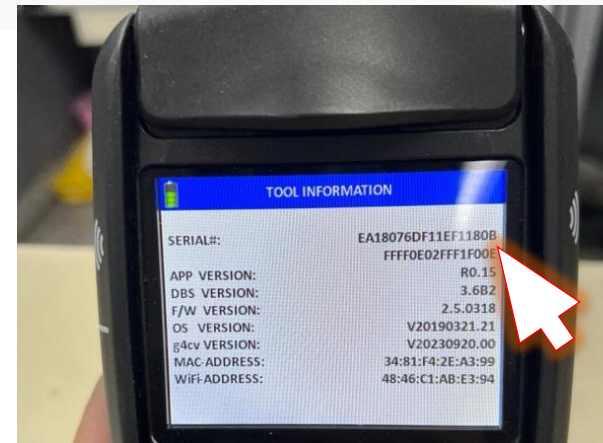 TOOL INFORMATION
SERIAL#: EA18076DF11EF1180B
FFFF0E02FFF1F00E
APP VERSION: R0.15
DBS VERSION: 3.6B2
F/W VERSION: 2.5.0318
OS VERSION: V20190321.21
g4cv VERSION: V20230920.00
MAC-ADDRESS: 34:81:F4:2E:A3:99
WiFi-ADDRESS: 48:46:C1:AB:E3:94